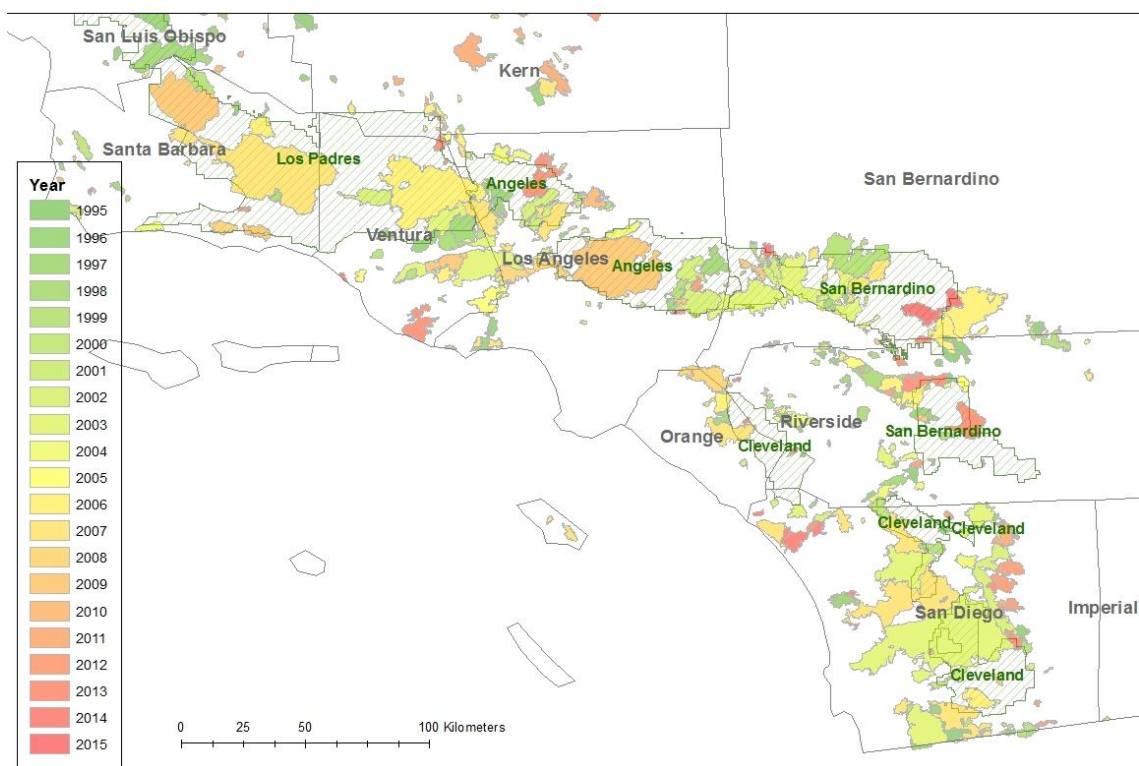 San Luis Obispo
Kern
Santa Barbara
Los Padres
Angeles
San Bernardino
Ventura
Los Angeles
Angeles
San Bernardino
Orange
Riverside
Cleveland
San Bernardino
Cleveland
Cleveland
San Diego
Imperial
Cleveland
Year
1995
1996
1997
1998
1999
2000
2001
2002
2003
2004
2005
2006
2007
2008
2009
2010
2011
2012
2013
2014
2015
0 25 50 100 Kilometers